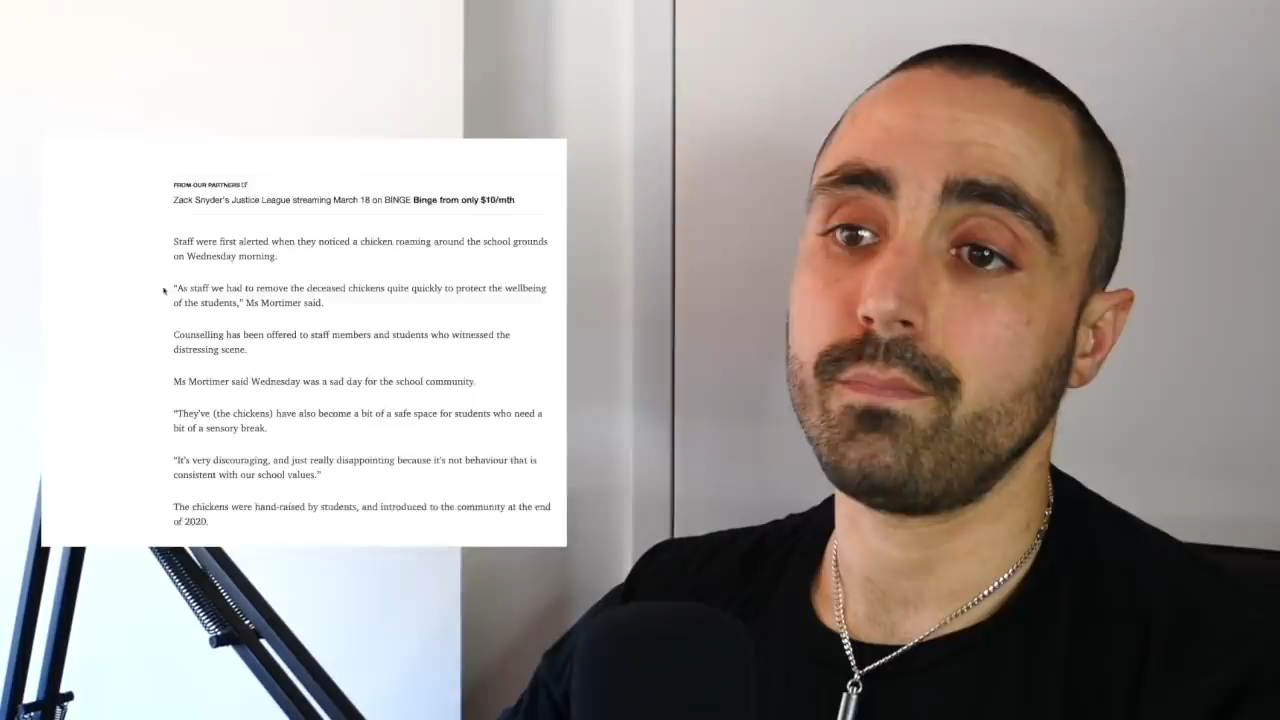 FROM OUR PARTNERS
Zack Snyder's Justice League streaming March 18 on BINGE Binge from only $10/mth
Staff were first alerted when they noticed a chicken roaming around the school grounds
on Wednesday morning.
“As staff we had to remove the deceased chickens quite quickly to protect the wellbeing
of the students,” Ms Mortimer said.
Counselling has been offered to staff members and students who witnessed the
distressing scene.
Ms Mortimer said Wednesday was a sad day for the school community.
“They've (the chickens) have also become a bit of a safe space for students who need a
bit of a sensory break.
“It's very discouraging, and just really disappointing because it's not behaviour that is
consistent with our school values.”
The chickens were hand-raised by students, and introduced to the community at the end
of 2020.